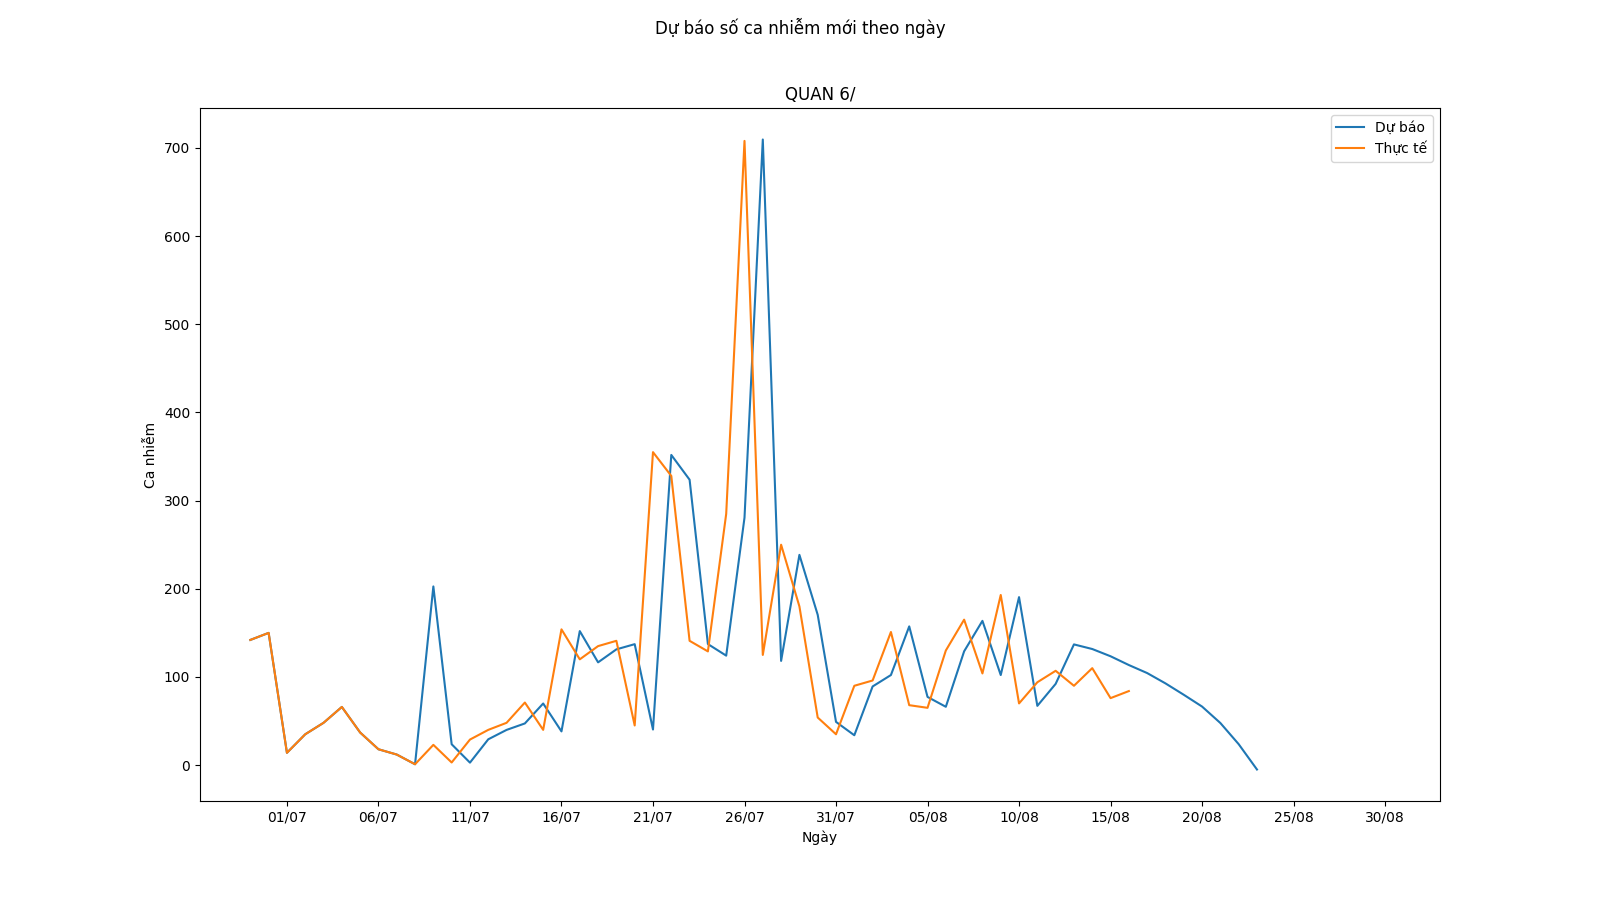 Dự báo số ca nhiễm mới theo ngày
QUAN 6/
Dự báo
Thực tế
700
600
500
400
300
200
100
0
Ca nhiễm
01/07 06/07 11/07 16/07 21/07 26/07 31/07 05/08 10/08 15/08 20/08 25/08 30/08
Ngày